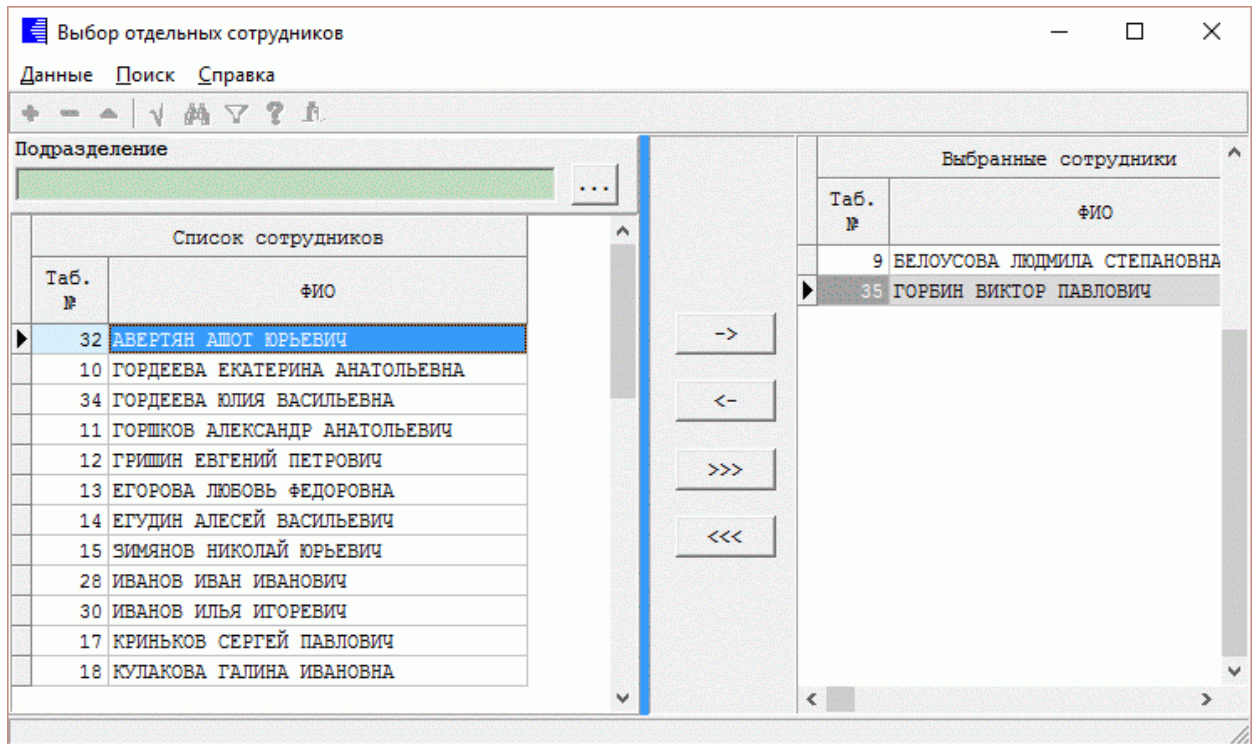 Выбор отдельных сотрудников
Данные Поиск Справка
Подразделение
...
Список сотрудников
Таб. № ФИО
32 АВЕРТЯН АШОТ ЮРЬЕВИЧ
10 ГОРДЕЕВА ЕКАТЕРИНА АНАТОЛЬЕВНА
34 ГОРДЕЕВА ЮЛИЯ ВАСИЛЬЕВНА
11 ГОРШКОВ АЛЕКСАНДР АНАТОЛЬЕВИЧ
12 ГРИШИН ЕВГЕНИЙ ПЕТРОВИЧ
13 ЕГОРОВА ЛЮБОВЬ ФЕДОРОВНА
14 ЕГУДИН АЛЕСЕЙ ВАСИЛЬЕВИЧ
15 ЗИМЯНОВ НИКОЛАЙ ЮРЬЕВИЧ
28 ИВАНОВ ИВАН ИВАНОВИЧ
30 ИВАНОВ ИЛЬЯ ИГОРЕВИЧ
17 КРИНЬКОВ СЕРГЕЙ ПАВЛОВИЧ
18 КУЛАКОВА ГАЛИНА ИВАНОВНА
->
<-
>>>
<<<
Выбранные сотрудники
Таб. № ФИО
9 БЕЛОУСОВА ЛЮДМИЛА СТЕПАНОВНА
35 ГОРБИН ВИКТОР ПАВЛОВИЧ